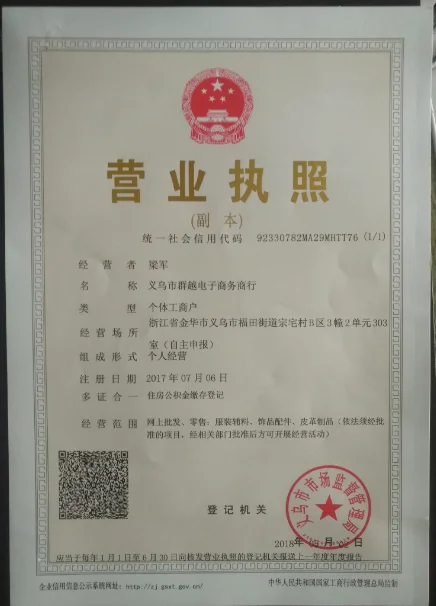 营业执照
(副 本)
统一社会信用代码 92330782MA29MHTT76 (1/1)
经营者 梁军
名称 义乌市群越电子商务商行
类型 个体工商户
经营场所 浙江省金华市义乌市福田街道宗宅村B区3幢2单元303
室（自主申报）
组成形式 个人经营
注册日期 2017年07月06日
多证合一 住房公积金缴存登记
经营范围 网上批发、零售：服装辅料、饰品配件、皮革制品（依法须经批
准的项目，经相关部门批准后方可开展经营活动）
登记机关
义乌市市场监督管理局
2018年 月 日
应当于每年1月1日至6月30日向核发营业执照的登记机关报送上一年度年度报告
企业信用信息公示系统网址：http://zj.gsxt.gov.cn/
中华人民共和国国家工商行政管理总局监制